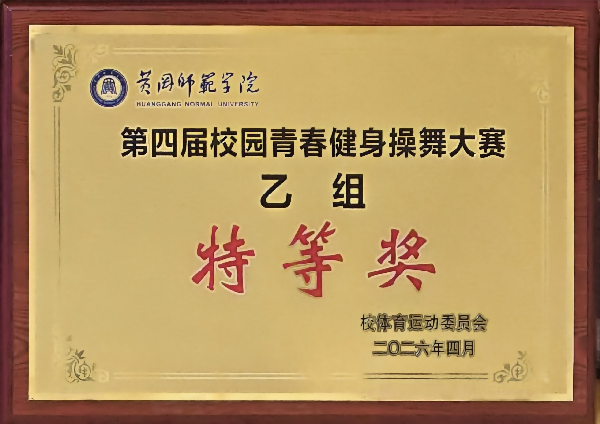 黄冈师范学院
HUANGGANG NORMAL UNIVERSITY
第四届校园青春健身操舞大赛
乙 组
特等奖
校体育运动委员会
二〇二六年四月